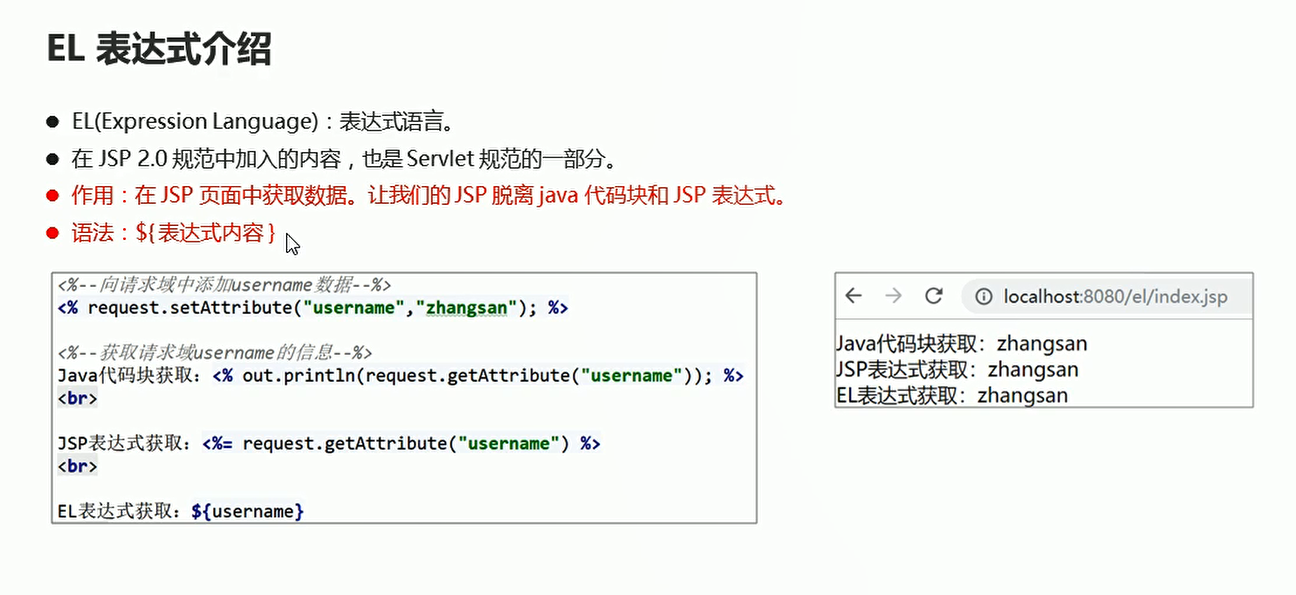 EL 表达式介绍
EL(Expression Language)：表达式语言。
在 JSP 2.0 规范中加入的内容，也是 Servlet 规范的一部分。
作用：在 JSP 页面中获取数据。让我们的 JSP 脱离 java 代码块和 JSP 表达式。
语法：${ 表达式内容 }
<%--向请求域中添加username数据--%>
<% request.setAttribute("username","zhangsan"); %>
<%--获取请求域username的信息--%>
Java代码块获取：<% out.println(request.getAttribute("username")); %>
<br>
JSP表达式获取：<%= request.getAttribute("username") %>
<br>
EL表达式获取：${username}
localhost:8080/el/index.jsp
Java代码块获取：zhangsan
JSP表达式获取：zhangsan
EL表达式获取：zhangsan